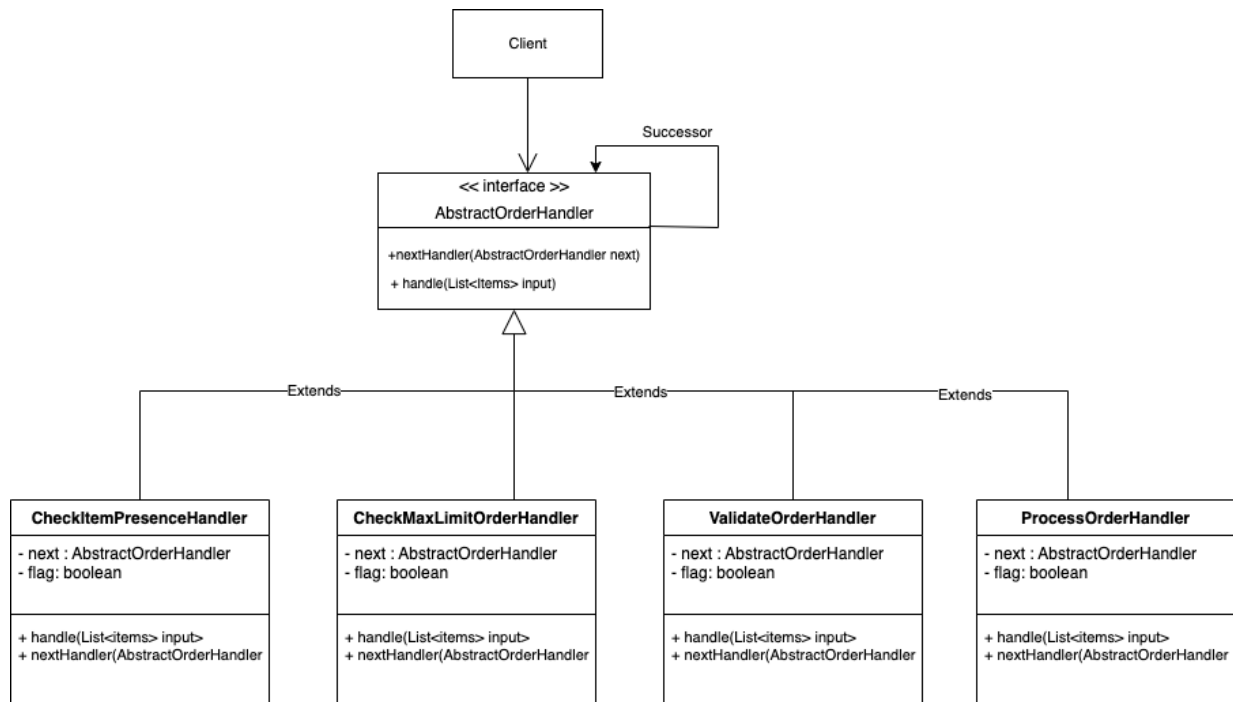 Client
Successor
<< interface >>
AbstractOrderHandler
+nextHandler(AbstractOrderHandler next)
+ handle(List<Items> input)
Extends
Extends
Extends
CheckItemPresenceHandler
- next : AbstractOrderHandler
- flag: boolean
+ handle(List<items> input>
+ nextHandler(AbstractOrderHandler
CheckMaxLimitOrderHandler
- next : AbstractOrderHandler
- flag: boolean
+ handle(List<items> input>
+ nextHandler(AbstractOrderHandler
ValidateOrderHandler
- next : AbstractOrderHandler
- flag: boolean
+ handle(List<items> input>
+ nextHandler(AbstractOrderHandler
ProcessOrderHandler
- next : AbstractOrderHandler
- flag: boolean
+ handle(List<items> input>
+ nextHandler(AbstractOrderHandler